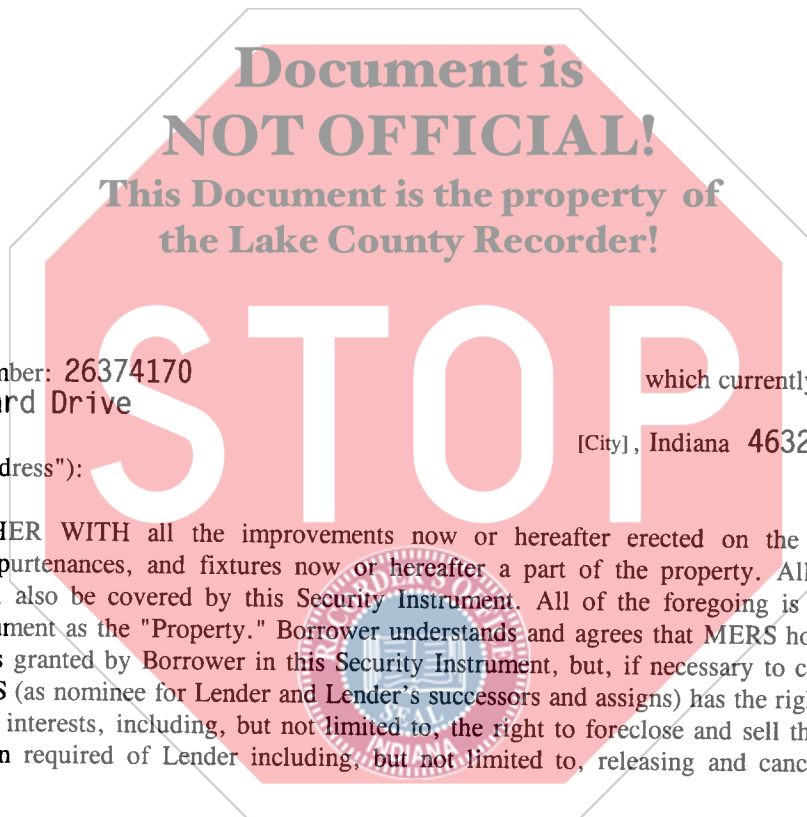 Document is
NOT OFFICIAL!
This Document is the property of
the Lake County Recorder!
STOP
mber: 26374170 which currently
ard Drive
[City], Indiana 4632
dress"):
HER WITH all the improvements now or hereafter erected on the
purtenances, and fixtures now or hereafter a part of the property. All
also be covered by this Security Instrument. All of the foregoing is
ument as the "Property." Borrower understands and agrees that MERS ho
s granted by Borrower in this Security Instrument, but, if necessary to c
S (as nominee for Lender and Lender's successors and assigns) has the righ
interests, including, but not limited to, the right to foreclose and sell th
n required of Lender including, but not limited to, releasing and canc
RECORDER'S OFFICE
SEAL
INDIANA